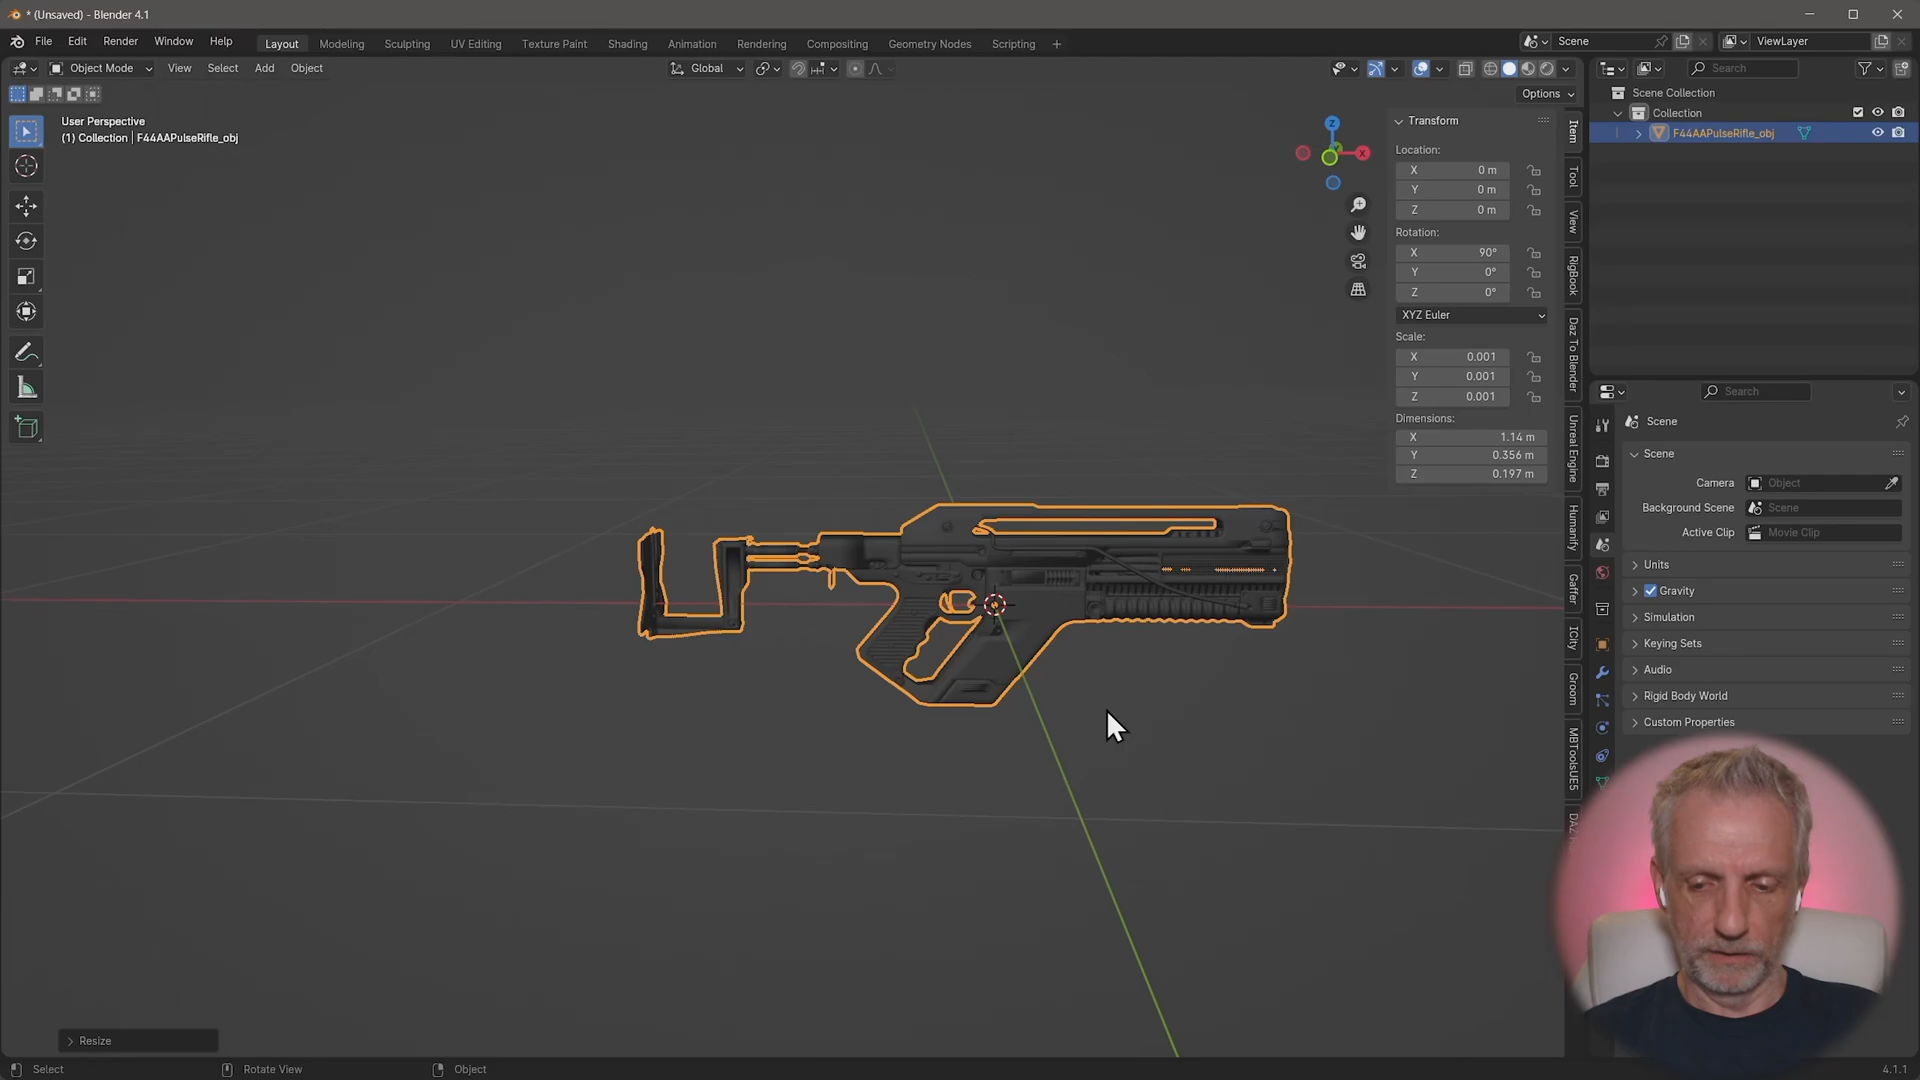 * (Unsaved) - Blender 4.1
File Edit Render Window Help Layout Modeling Sculpting UV Editing Texture Paint Shading Animation Rendering Compositing Geometry Nodes Scripting + Scene ViewLayer
Object Mode View Select Add Object Global Search
Options
User Perspective
(1) Collection | F44AAPulseRifle_obj
Scene Collection
Collection
F44AAPulseRifle_obj
Z
X
Transform
Location:
X 0 m
Y 0 m
Z 0 m
Rotation:
X 90°
Y 0°
Z 0°
XYZ Euler
Scale:
X 0.001
Y 0.001
Z 0.001
Dimensions:
X 1.14 m
Y 0.356 m
Z 0.197 m
Item
Tool
View
RigBook
Daz To Blender
Unreal Engine
Humanify
Gaffer
ICity
Groom
MBToolsUE5
Search
Scene
Scene
Camera Object
Background Scene Scene
Active Clip Movie Clip
Units
Gravity
Simulation
Keying Sets
Audio
Rigid Body World
Custom Properties
Resize
Select Rotate View Object 4.1.1